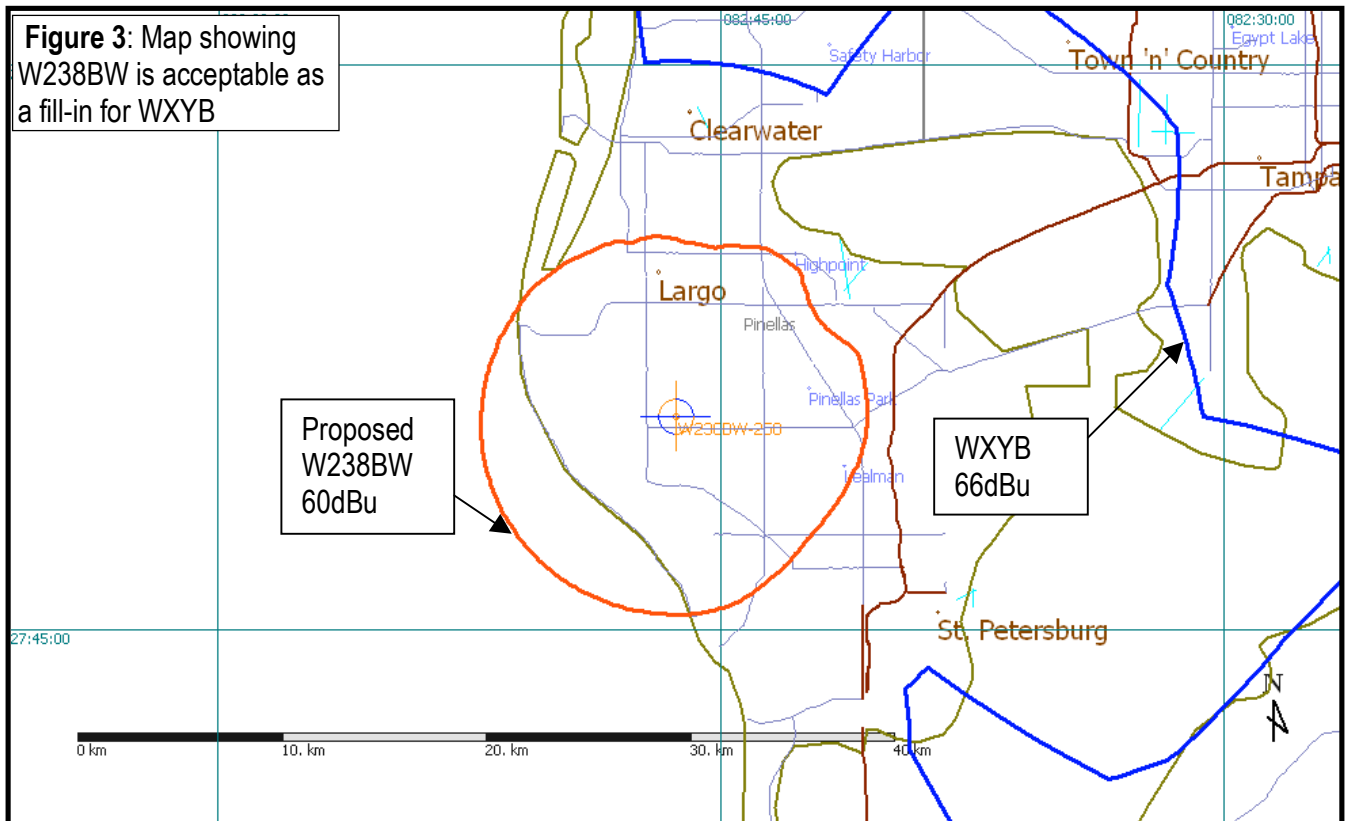 Figure 3: Map showing
W238BW is acceptable as
a fill-in for WXYB
082:45:00
082:30:00
Egypt Lake
Safety Harbor
Town 'n' Country
Clearwater
Tampa
Highpoint
Largo
Pinellas
Pinellas Park
Proposed
W238BW
60dBu
WXYB
66dBu
27:45:00
St. Petersburg
N
0 km
10. km
20. km
30. km
40 km